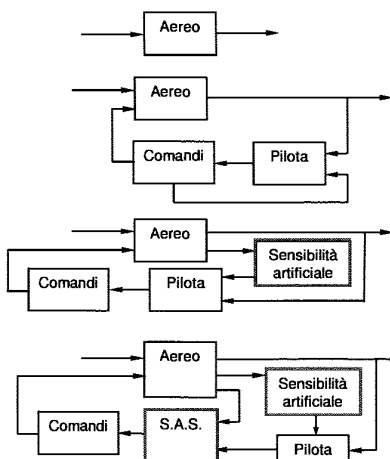 Aereo
Aereo
Comandi
Pilota
Aereo
Sensibilità
artificiale
Comandi
Pilota
Aereo
Sensibilità
artificiale
Comandi
S.A.S.
Pilota